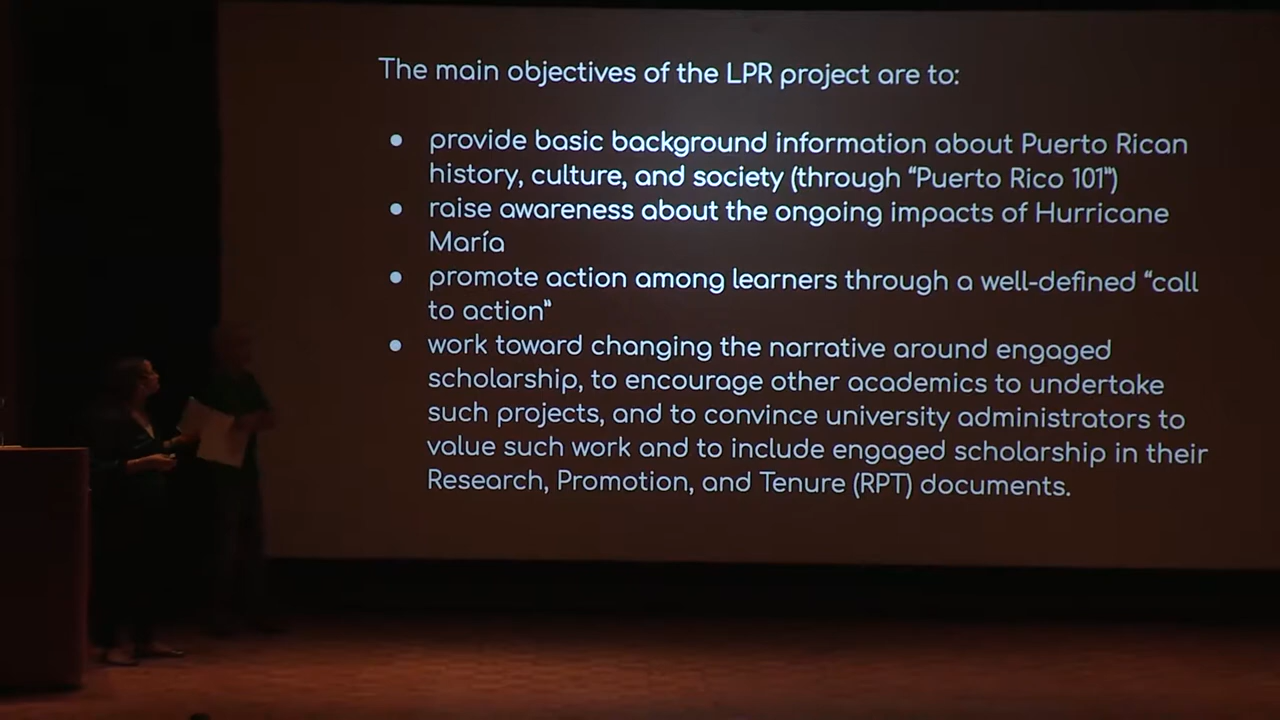 The main objectives of the LPR project are to:
● provide basic background information about Puerto Rican
history, culture, and society (through “Puerto Rico 101”)
● raise awareness about the ongoing impacts of Hurricane
María
● promote action among learners through a well-defined “call
to action”
● work toward changing the narrative around engaged
scholarship, to encourage other academics to undertake
such projects, and to convince university administrators to
value such work and to include engaged scholarship in their
Research, Promotion, and Tenure (RPT) documents.